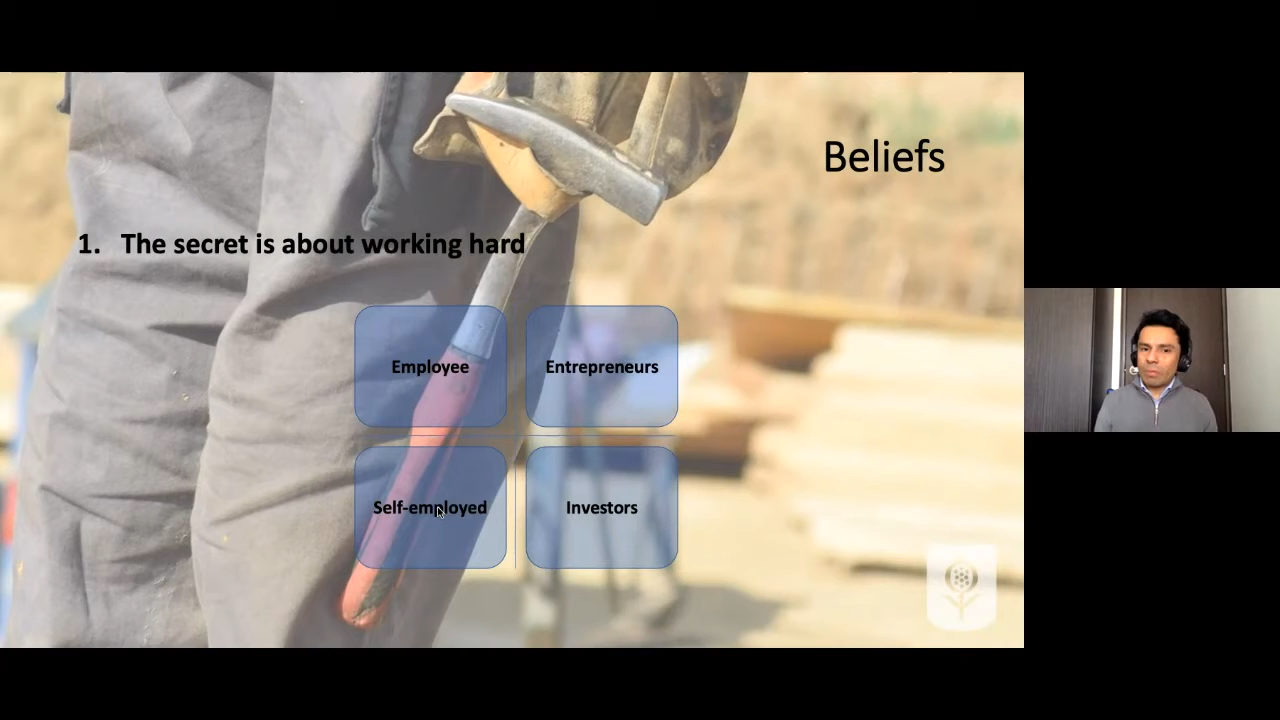 Beliefs
1. The secret is about working hard
Employee
Entrepreneurs
Self-employed
Investors